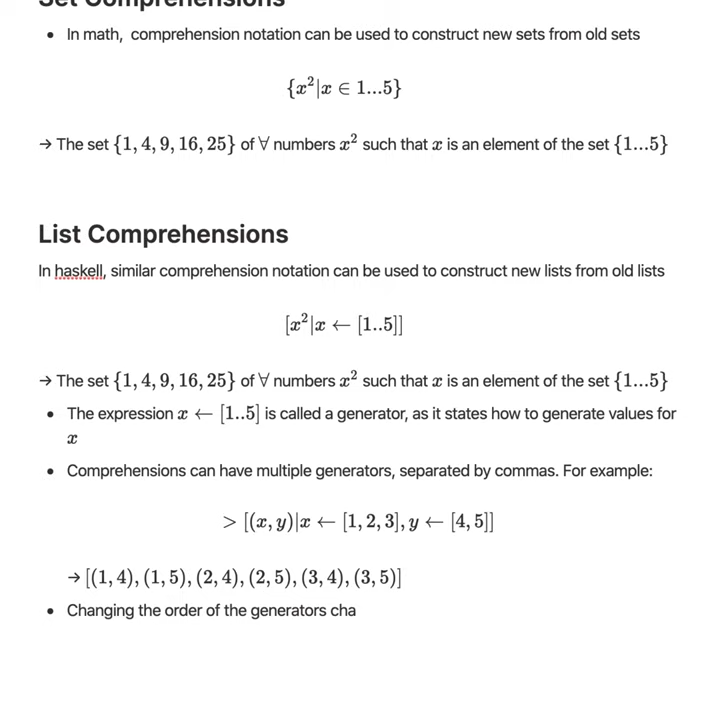 Set Comprehensions
• In math, comprehension notation can be used to construct new sets from old sets
{x²|x ∈ 1...5}
→ The set {1, 4, 9, 16, 25} of ∀ numbers x² such that x is an element of the set {1...5}
List Comprehensions
In haskell, similar comprehension notation can be used to construct new lists from old lists
[x²|x ← [1..5]]
→ The set {1, 4, 9, 16, 25} of ∀ numbers x² such that x is an element of the set {1...5}
• The expression x ← [1..5] is called a generator, as it states how to generate values for
x
• Comprehensions can have multiple generators, separated by commas. For example:
> [(x, y)|x ← [1, 2, 3], y ← [4, 5]]
→ [(1, 4), (1, 5), (2, 4), (2, 5), (3, 4), (3, 5)]
• Changing the order of the generators cha